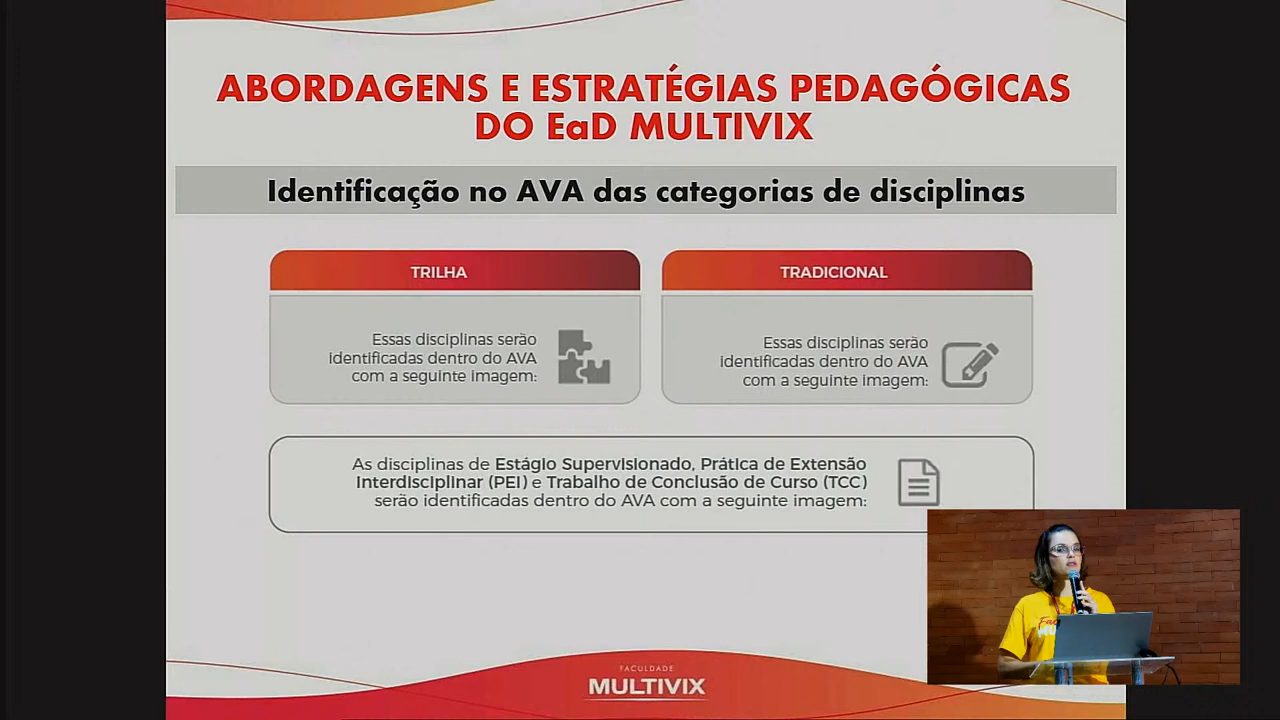 ABORDAGENS E ESTRATÉGIAS PEDAGÓGICAS
DO EaD MULTIVIX
Identificação no AVA das categorias de disciplinas
TRILHA
Essas disciplinas serão
identificadas dentro do AVA
com a seguinte imagem:
TRADICIONAL
Essas disciplinas serão
identificadas dentro do AVA
com a seguinte imagem:
As disciplinas de Estágio Supervisionado, Prática de Extensão
Interdisciplinar (PEI) e Trabalho de Conclusão de Curso (TCC)
serão identificadas dentro do AVA com a seguinte imagem:
FACULDADE
MULTIVIX